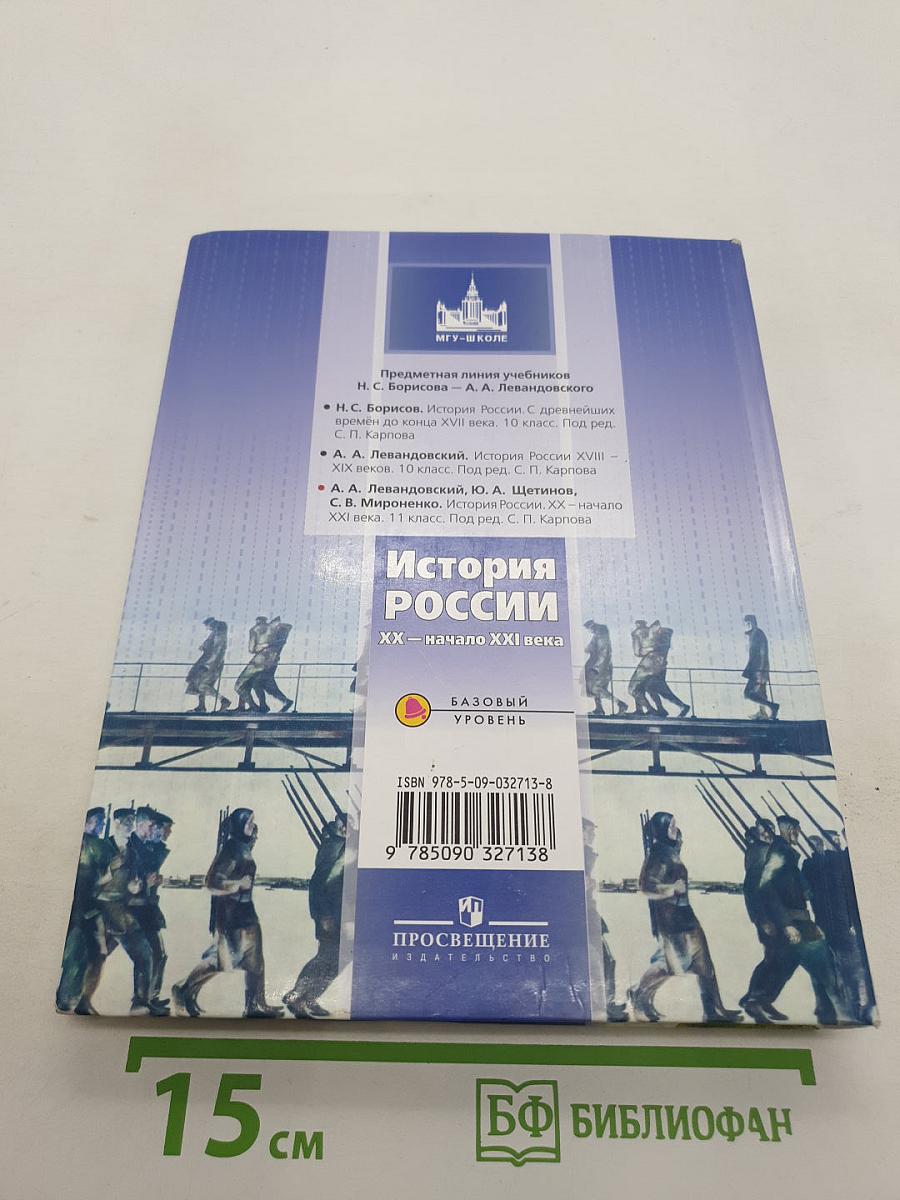 МГУ–ШКОЛЕ
Предметная линия учебников
Н. С. Борисова — А. А. Левандовского
• Н. С. Борисов. История России. С древнейших
времён до конца XVII века. 10 класс. Под ред.
С. П. Карпова
• А. А. Левандовский. История России XVIII –
XIX веков. 10 класс. Под ред. С. П. Карпова
• А. А. Левандовский, Ю. А. Щетинов,
С. В. Мироненко. История России. XX – начало
XXI века. 11 класс. Под ред. С. П. Карпова
История
РОССИИ
XX — начало XXI века
БАЗОВЫЙ
УРОВЕНЬ
ISBN 978-5-09-032713-8
9 785090 327138
ИП
ПРОСВЕЩЕНИЕ
ИЗДАТЕЛЬСТВО
15 см
БФ БИБЛИОФАН